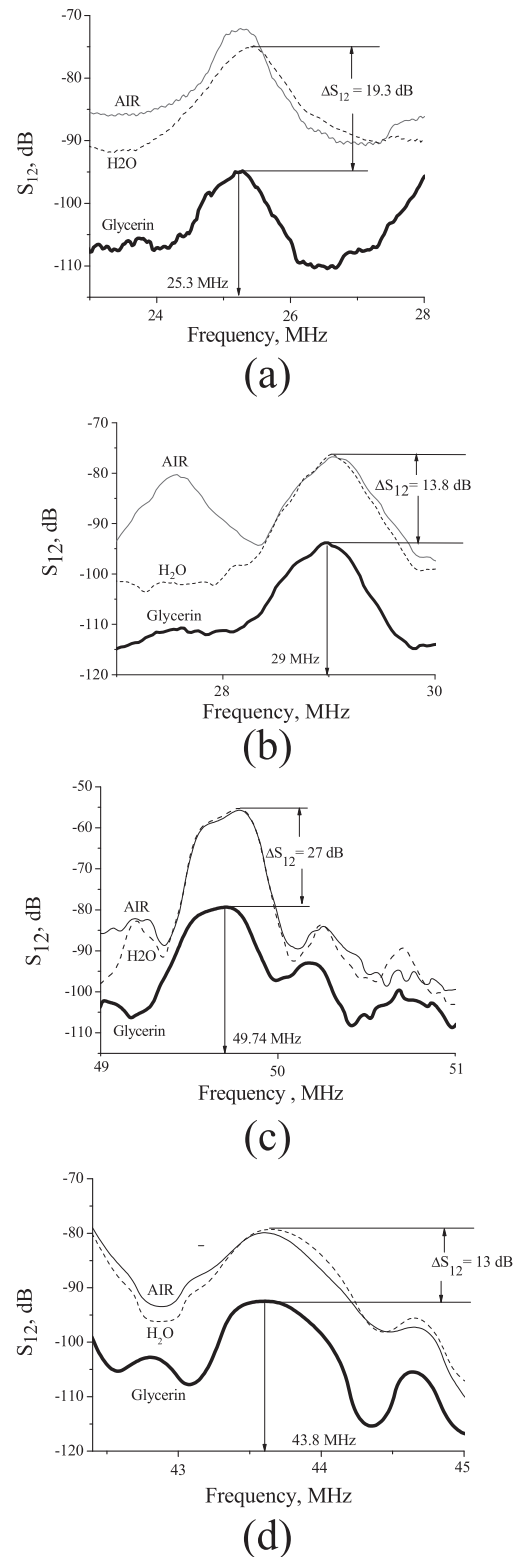 -70
-80
-90
-100
-110
S12, dB
AIR
H2O
Glycerin
ΔS12 = 19.3 dB
25.3 MHz
24
26
28
Frequency, MHz
(a)
-70
-80
-90
-100
-110
-120
S12, dB
AIR
H2O
Glycerin
ΔS12= 13.8 dB
29 MHz
28
30
Frequency, MHz
(b)
-50
-60
-70
-80
-90
-100
-110
S12, dB
AIR
H2O
Glycerin
ΔS12= 27 dB
49.74 MHz
49
50
51
Frequency , MHz
(c)
-70
-80
-90
-100
-110
-120
S12, dB
AIR
H2O
Glycerin
ΔS12= 13 dB
43.8 MHz
43
44
45
Frequency, MHz
(d)